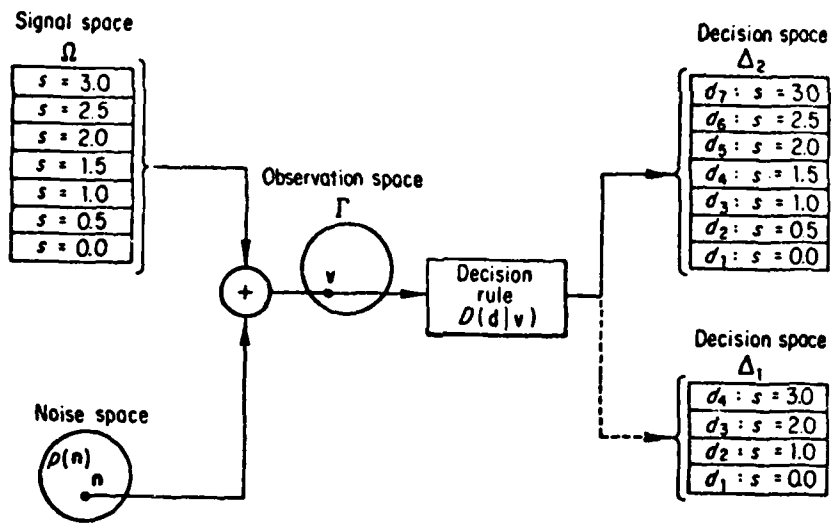 Signal space
Ω
s = 3.0
s = 2.5
s = 2.0
s = 1.5
s = 1.0
s = 0.5
s = 0.0
Observation space
Γ
v
+
Noise space
p(n)
n
Decision
rule
D(d|v)
Decision space
Δ₂
d₇ : s = 30
d₆ : s = 2.5
d₅ : s = 2.0
d₄ : s = 1.5
d₃ : s = 1.0
d₂ : s = 0.5
d₁ : s = 0.0
Decision space
Δ₁
d₄ : s = 3.0
d₃ : s = 2.0
d₂ : s = 1.0
d₁ : s = 0.0